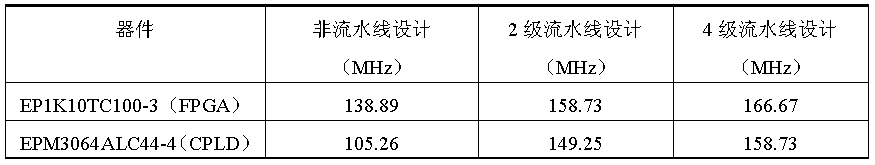 器件 非流水线设计 2 级流水线设计 4 级流水线设计
（MHz） （MHz） （MHz）
EP1K10TC100-3（FPGA） 138.89 158.73 166.67
EPM3064ALC44-4(CPLD) 105.26 149.25 158.73